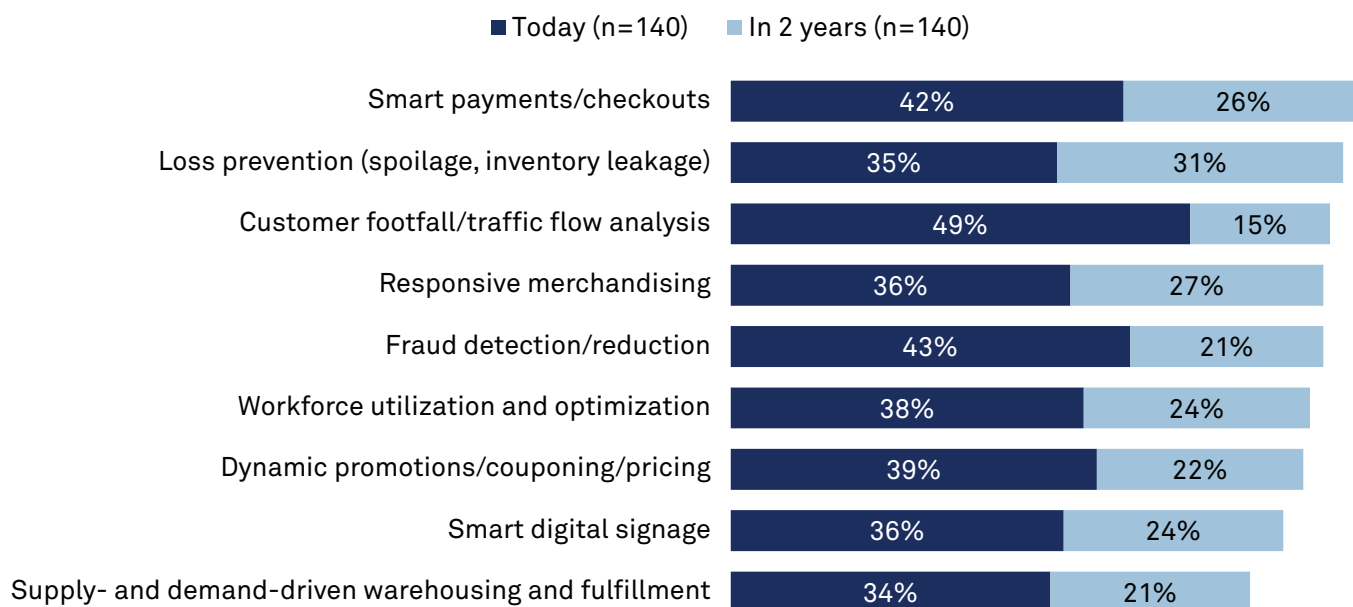 Today (n=140) In 2 years (n=140)
Smart payments/checkouts 42% 26%
Loss prevention (spoilage, inventory leakage) 35% 31%
Customer footfall/traffic flow analysis 49% 15%
Responsive merchandising 36% 27%
Fraud detection/reduction 43% 21%
Workforce utilization and optimization 38% 24%
Dynamic promotions/couponing/pricing 39% 22%
Smart digital signage 36% 24%
Supply- and demand-driven warehousing and fulfillment 34% 21%